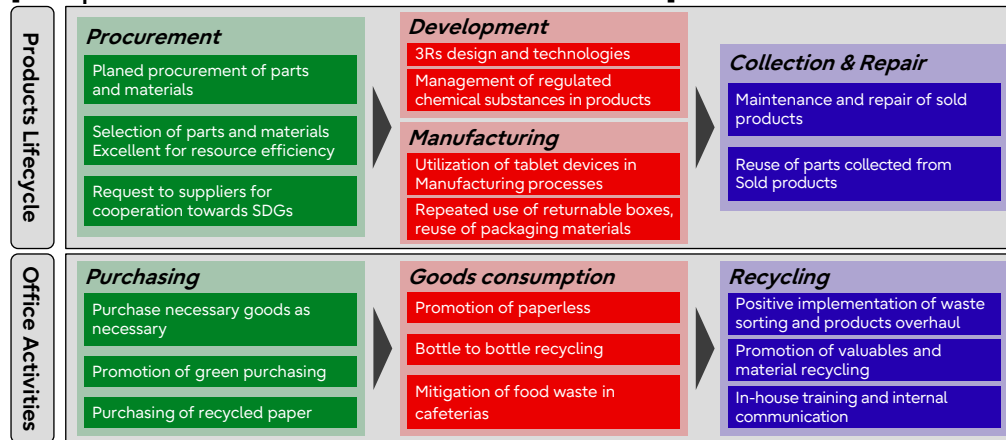 Products Lifecycle
Procurement
Planed procurement of parts
and materials
Selection of parts and materials
Excellent for resource efficiency
Request to suppliers for
cooperation towards SDGs
Development
3Rs design and technologies
Management of regulated
chemical substances in products
Manufacturing
Utilization of tablet devices in
Manufacturing processes
Repeated use of returnable boxes,
reuse of packaging materials
Collection & Repair
Maintenance and repair of sold
products
Reuse of parts collected from
Sold products
Office Activities
Purchasing
Purchase necessary goods as
necessary
Promotion of green purchasing
Purchasing of recycled paper
Goods consumption
Promotion of paperless
Bottle to bottle recycling
Mitigation of food waste in
cafeterias
Recycling
Positive implementation of waste
sorting and products overhaul
Promotion of valuables and
material recycling
In-house training and internal
communication